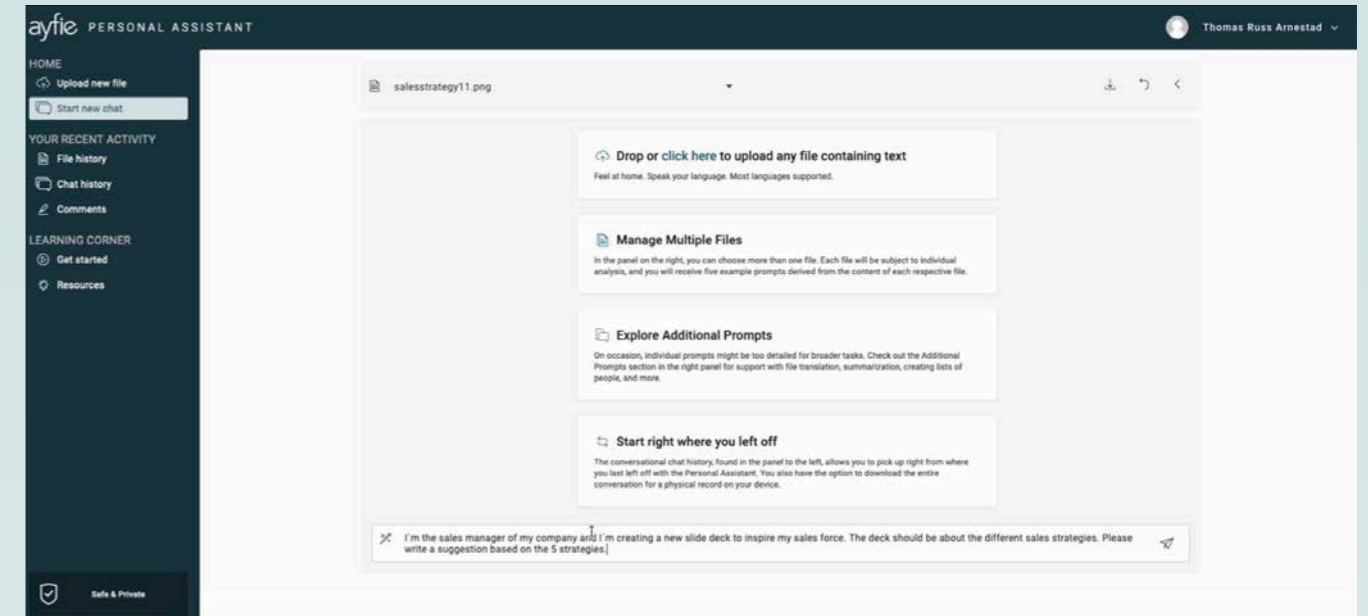 ayfie PERSONAL ASSISTANT
Thomas Russ Arnestad
HOME
Upload new file
Start new chat
YOUR RECENT ACTIVITY
File history
Chat history
Comments
LEARNING CORNER
Get started
Resources
Safe & Private
salesstrategy11.png
Drop or click here to upload any file containing text
Feel at home. Speak your language. Most languages supported.
Manage Multiple Files
In the panel on the right, you can choose more than one file. Each file will be subject to individual
analysis, and you will receive five example prompts derived from the content of each respective file.
Explore Additional Prompts
On occasion, individual prompts might be too detailed for broader tasks. Check out the Additional
Prompts section in the right panel for support with file translation, summarization, creating lists of
people, and more.
Start right where you left off
The conversational chat history, found in the panel to the left, allows you to pick up right from where
you last left off with the Personal Assistant. You also have the option to download the entire
conversation for a physical record on your device.
I´m the sales manager of my company and I´m creating a new slide deck to inspire my sales force. The deck should be about the different sales strategies. Please
write a suggestion based on the 5 strategies.